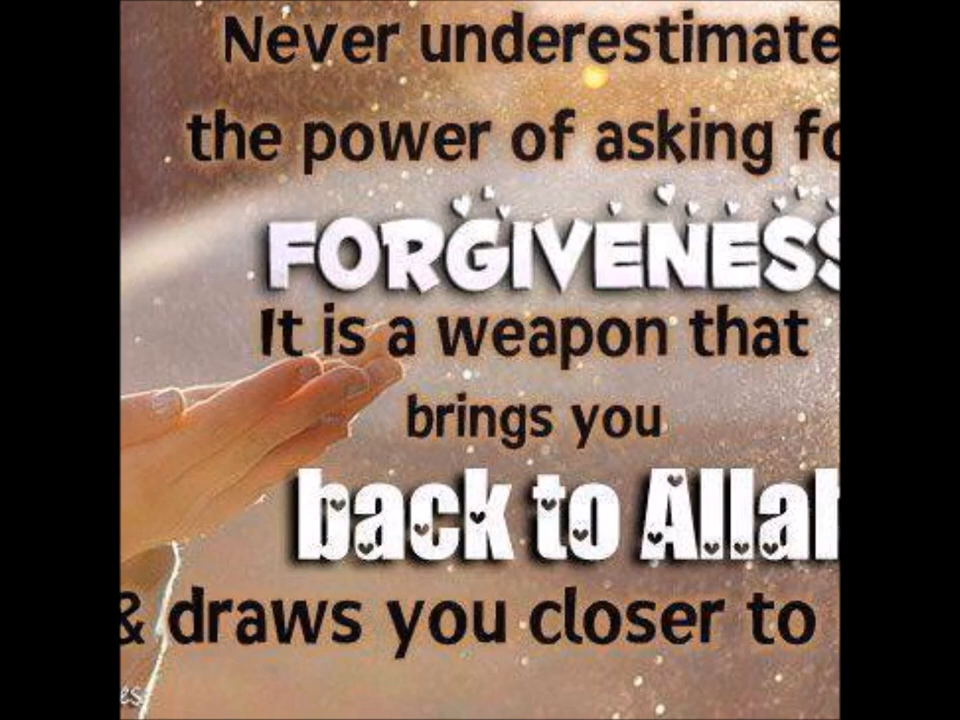 Never underestimate
the power of asking fo
FORGIVENESS
It is a weapon that
brings you
back to Allah
& draws you closer to
es